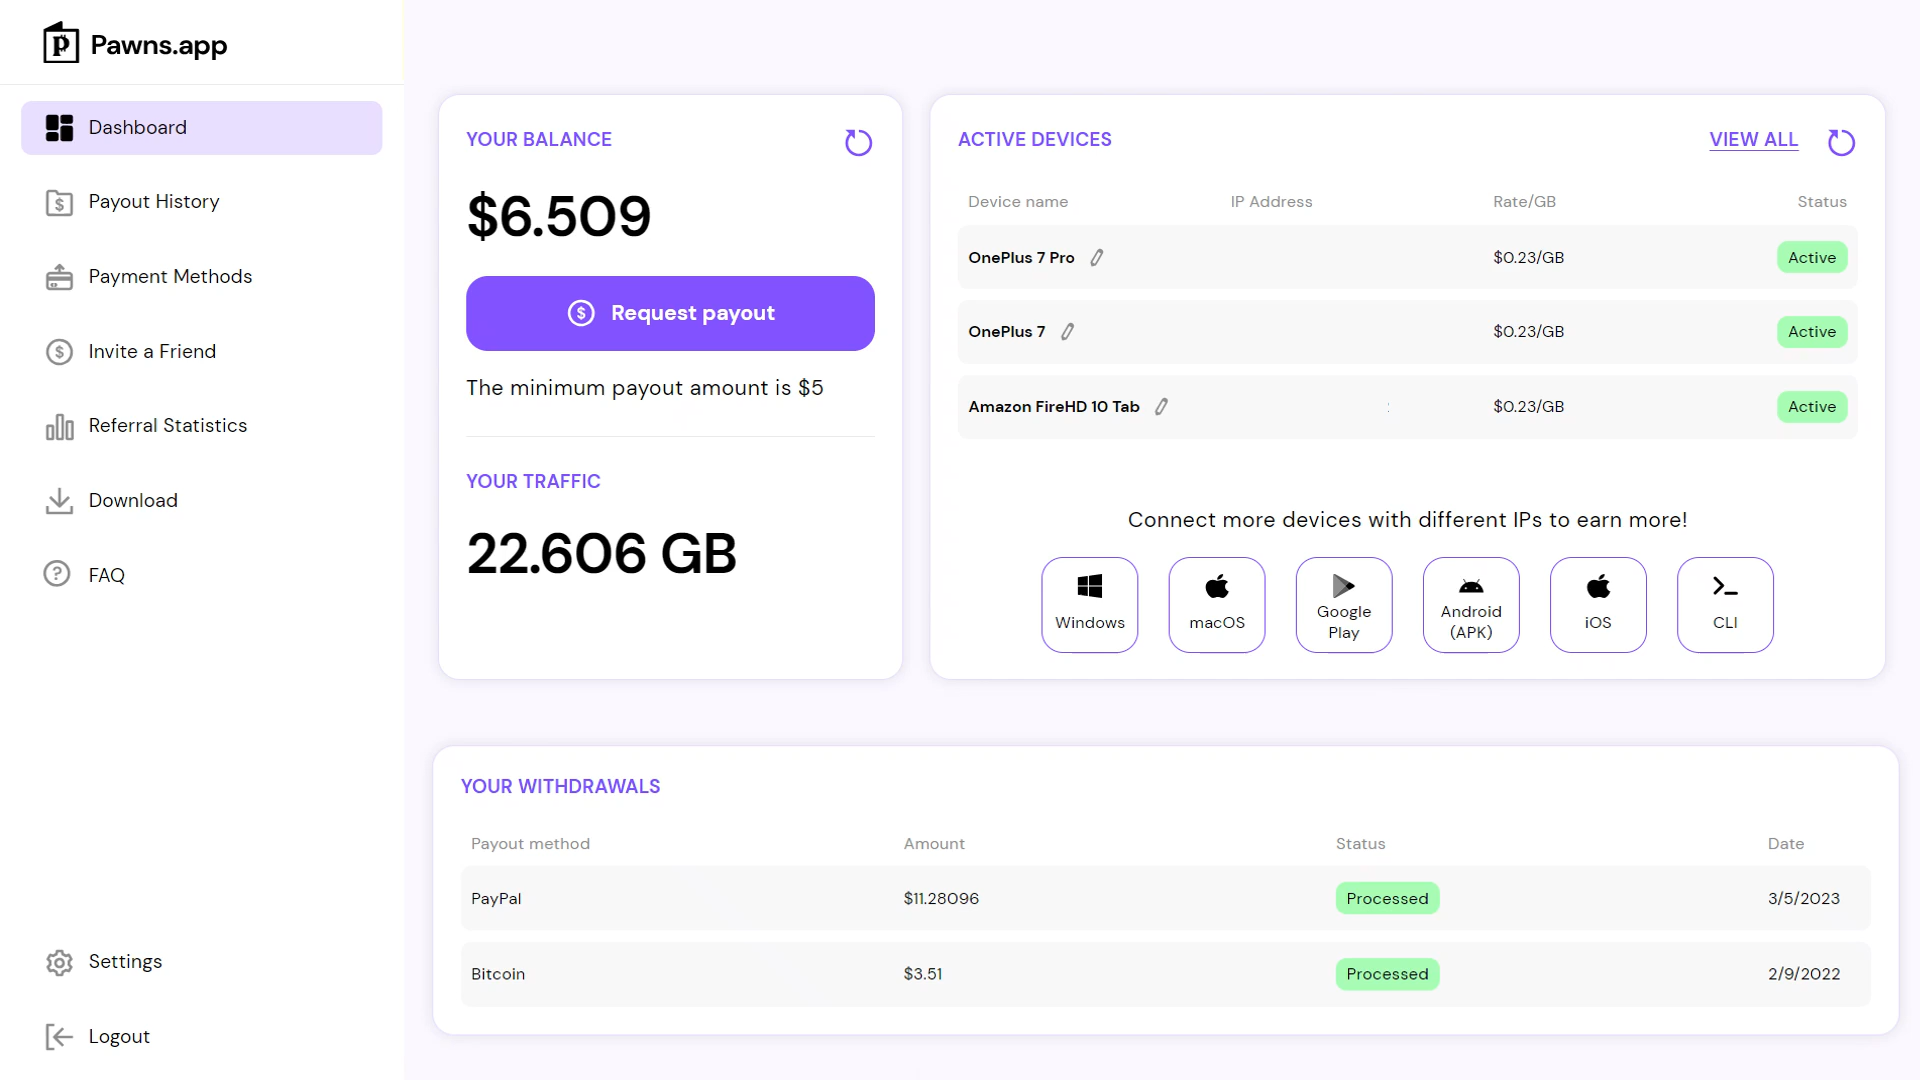 Pawns.app
Dashboard
Payout History
Payment Methods
Invite a Friend
Referral Statistics
Download
FAQ
Settings
Logout
YOUR BALANCE
$6.509
Request payout
The minimum payout amount is $5
YOUR TRAFFIC
22.606 GB
ACTIVE DEVICES VIEW ALL
Device name IP Address Rate/GB Status
OnePlus 7 Pro $0.23/GB Active
OnePlus 7 $0.23/GB Active
Amazon FireHD 10 Tab $0.23/GB Active
Connect more devices with different IPs to earn more!
Windows
macOS
Google
Play
Android
(APK)
iOS
CLI
YOUR WITHDRAWALS
Payout method Amount Status Date
PayPal $11.28096 Processed 3/5/2023
Bitcoin $3.51 Processed 2/9/2022